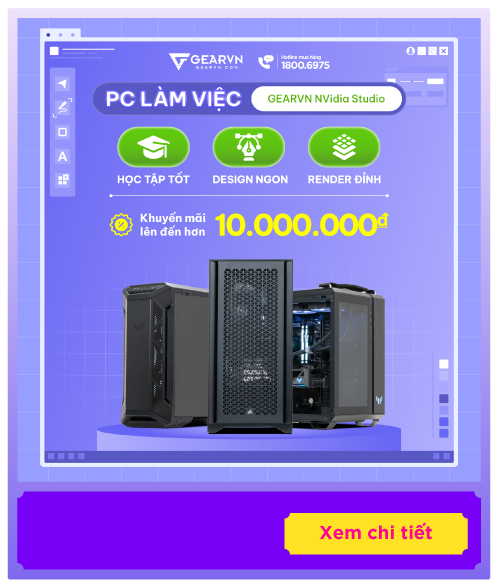 GEARVN
GEARVN.COM
Hotline mua hàng
1800.6975
PC LÀM VIỆC
GEARVN NVidia Studio
HỌC TẬP TỐT
DESIGN NGON
RENDER ĐỈNH
Khuyến mãi
lên đến hơn
10.000.000đ
A
Xem chi tiết